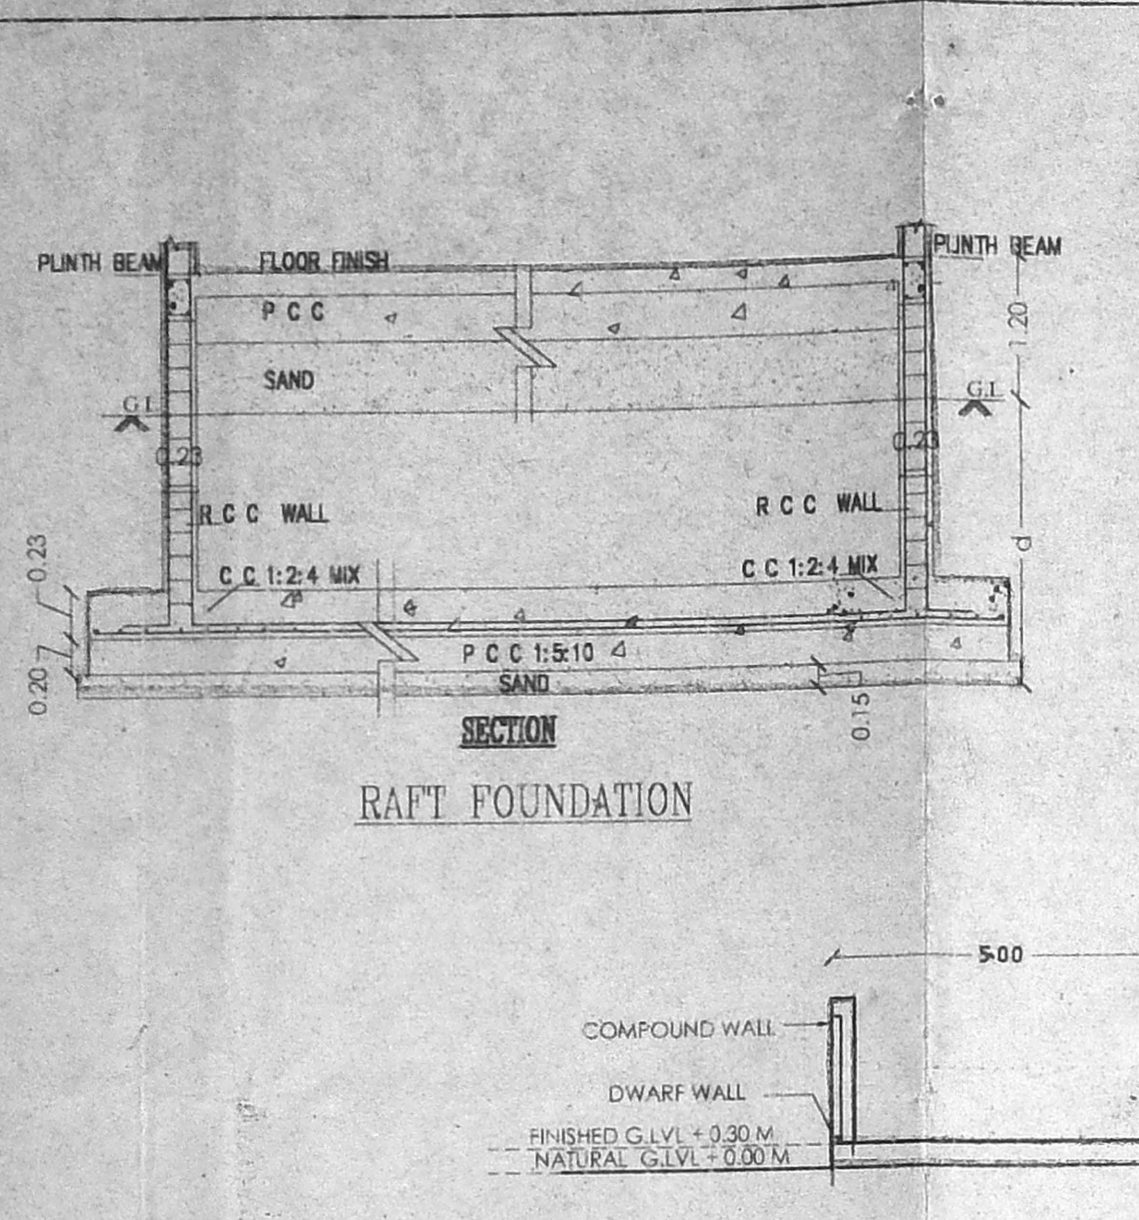 PLINTH BEAM
FLOOR FINISH
PLINTH BEAM
P C C
1.20
SAND
G.L
G.L
0.23
0.23
R C C WALL
R C C WALL
0.23
d
C C 1:2:4 MIX
C C 1:2:4 MIX
P C C 1:5:10
0.20
SAND
0.15
SECTION
RAFT FOUNDATION
5.00
COMPOUND WALL
DWARF WALL
FINISHED G.LVL + 0.30 M
NATURAL G.LVL + 0.00 M